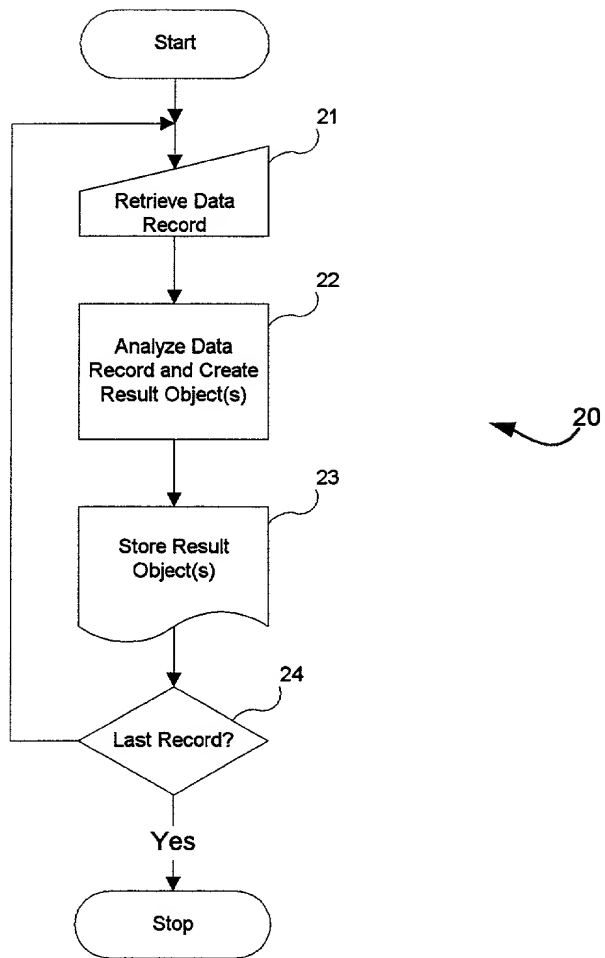 Start
21
Retrieve Data
Record
22
Analyze Data
Record and Create
Result Object(s)
20
23
Store Result
Object(s)
24
Last Record?
Yes
Stop